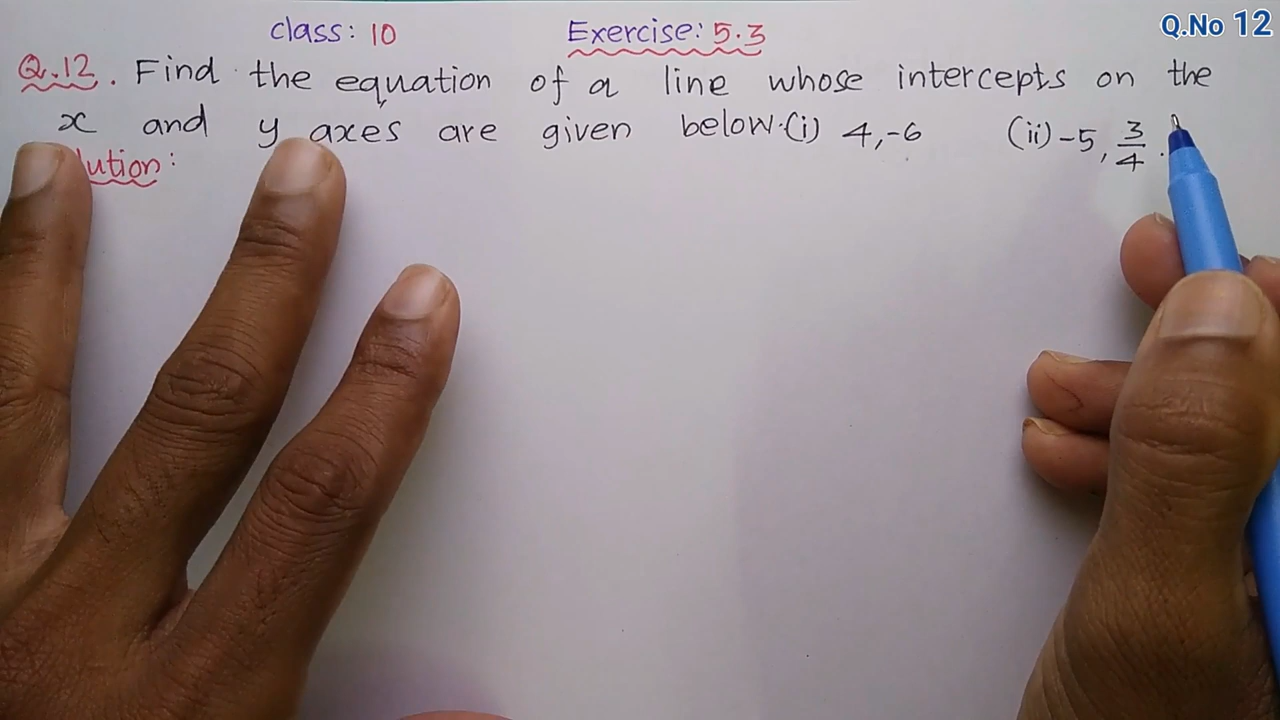 class: 10 Exercise: 5.3 Q.No 12
Q.12. Find the equation of a line whose intercepts on the
x and y axes are given below.(i) 4,-6 (ii) -5, 3/4.
lution: